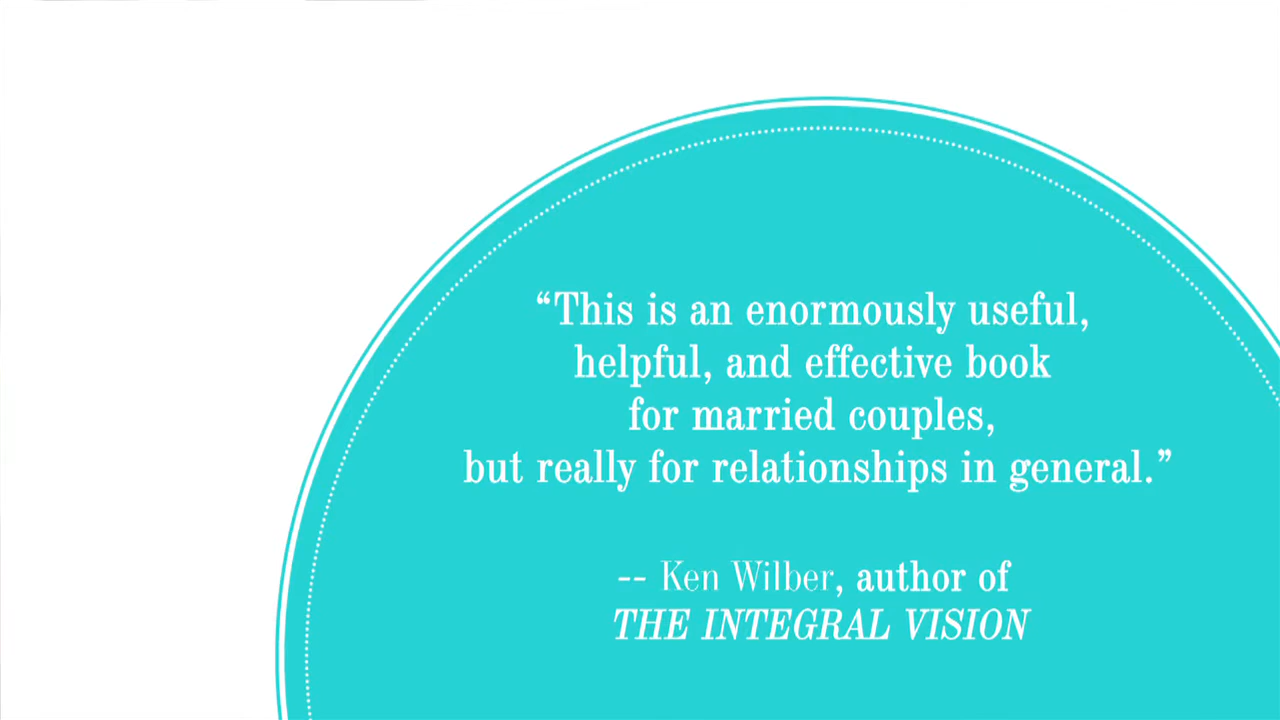 “This is an enormously useful,
helpful, and effective book
for married couples,
but really for relationships in general.”
-- Ken Wilber, author of
THE INTEGRAL VISION